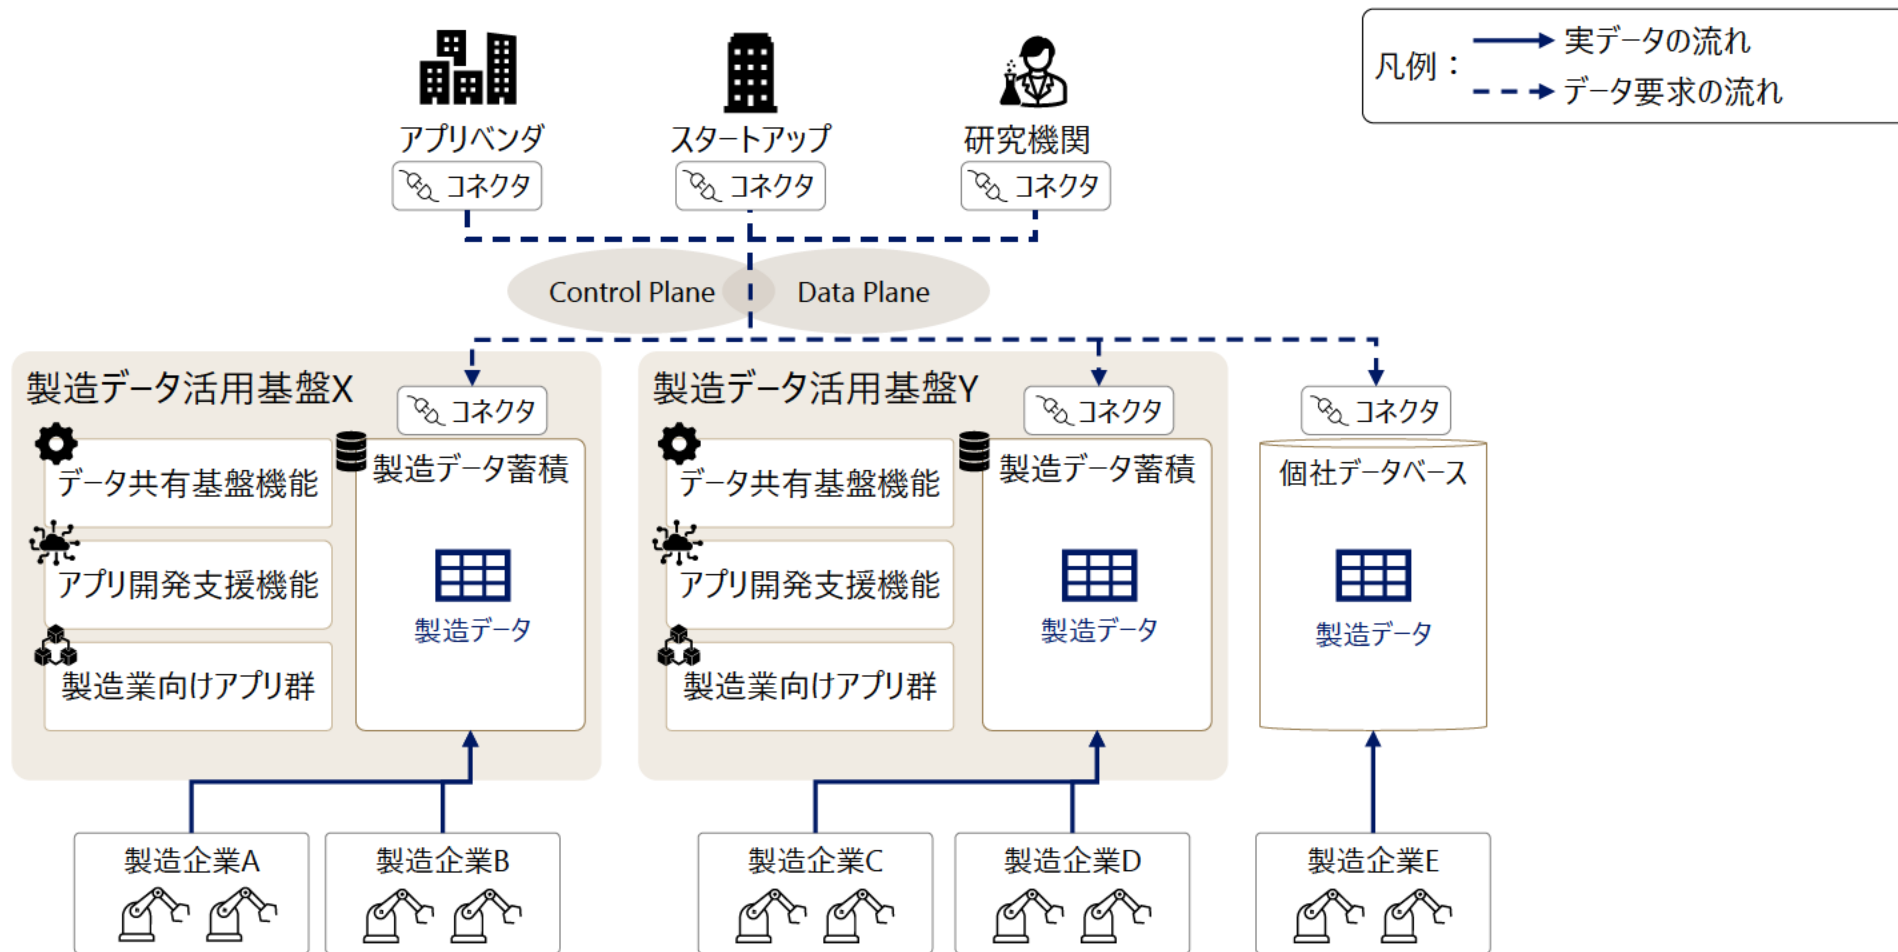 凡例：
実データの流れ
データ要求の流れ
アプリベンダ
スタートアップ
研究機関
コネクタ
コネクタ
コネクタ
Control Plane
Data Plane
製造データ活用基盤X
コネクタ
データ共有基盤機能
アプリ開発支援機能
製造業向けアプリ群
製造データ蓄積
製造データ
製造データ活用基盤Y
コネクタ
データ共有基盤機能
アプリ開発支援機能
製造業向けアプリ群
製造データ蓄積
製造データ
コネクタ
個社データベース
製造データ
製造企業A
製造企業B
製造企業C
製造企業D
製造企業E